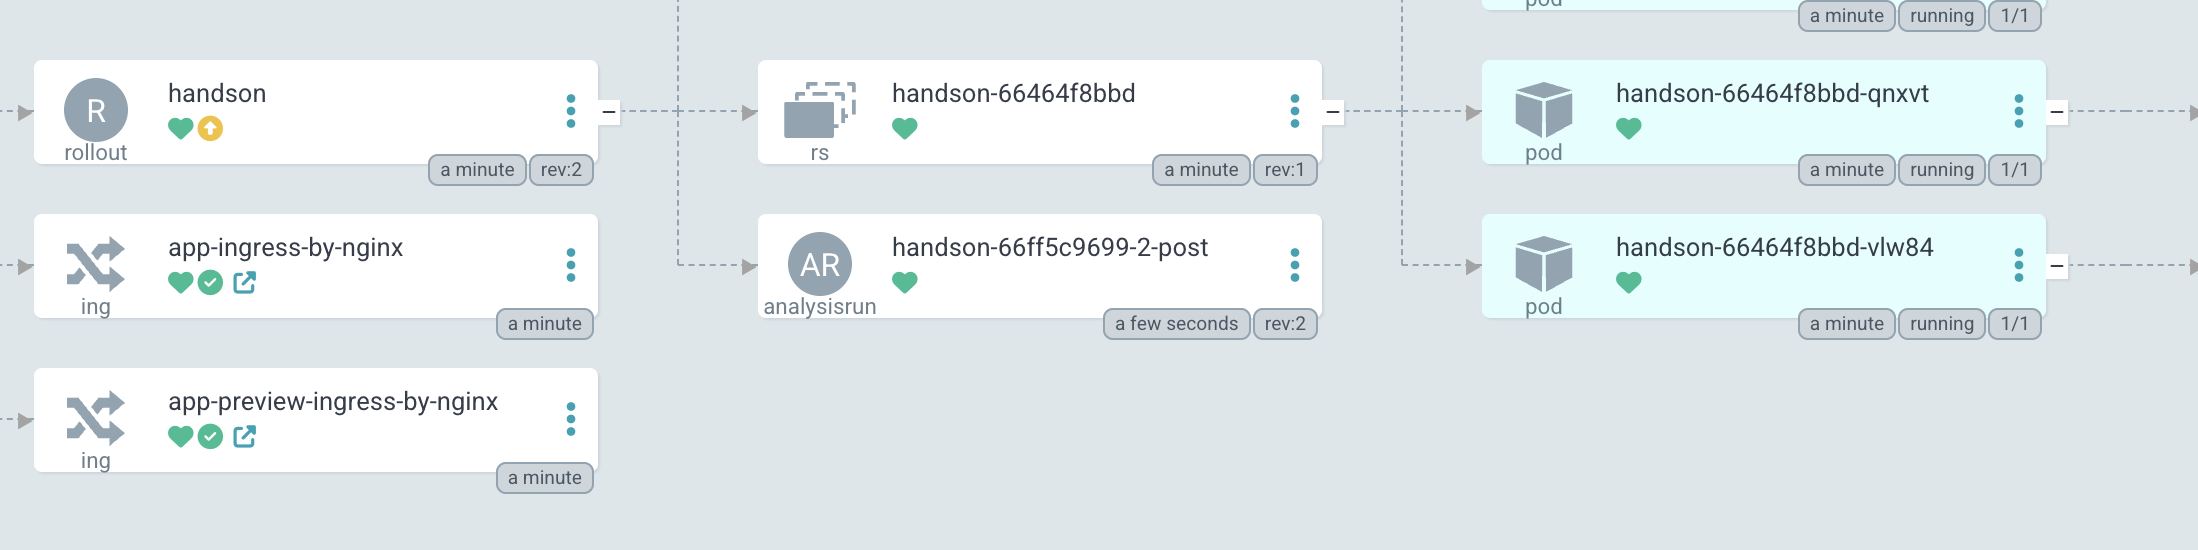 pod
a minute running 1/1
R
handson
rollout
a minute rev:2
handson-66464f8bbd
rs
a minute rev:1
handson-66464f8bbd-qnxvt
pod
a minute running 1/1
app-ingress-by-nginx
ing
a minute
AR
handson-66ff5c9699-2-post
analysisrun
a few seconds rev:2
handson-66464f8bbd-vlw84
pod
a minute running 1/1
app-preview-ingress-by-nginx
ing
a minute